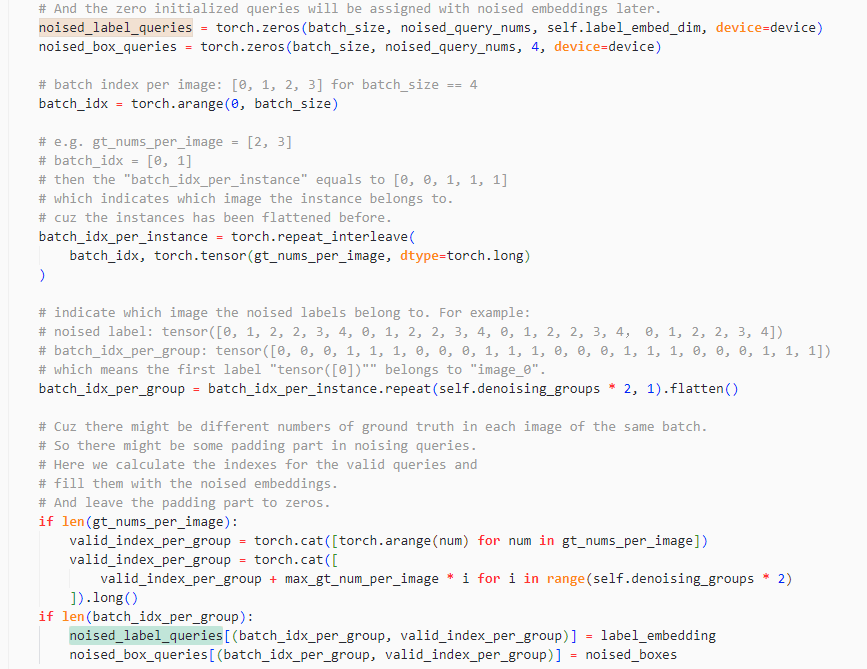 # And the zero initialized queries will be assigned with noised embeddings later.
noised_label_queries = torch.zeros(batch_size, noised_query_nums, self.label_embed_dim, device=device)
noised_box_queries = torch.zeros(batch_size, noised_query_nums, 4, device=device)
# batch index per image: [0, 1, 2, 3] for batch_size == 4
batch_idx = torch.arange(0, batch_size)
# e.g. gt_nums_per_image = [2, 3]
# batch_idx = [0, 1]
# then the "batch_idx_per_instance" equals to [0, 0, 1, 1, 1]
# which indicates which image the instance belongs to.
# cuz the instances has been flattened before.
batch_idx_per_instance = torch.repeat_interleave(
    batch_idx, torch.tensor(gt_nums_per_image, dtype=torch.long)
)
# indicate which image the noised labels belong to. For example:
# noised label: tensor([0, 1, 2, 2, 3, 4, 0, 1, 2, 2, 3, 4, 0, 1, 2, 2, 3, 4, 0, 1, 2, 2, 3, 4])
# batch_idx_per_group: tensor([0, 0, 0, 1, 1, 1, 0, 0, 0, 1, 1, 1, 0, 0, 0, 1, 1, 1, 0, 0, 0, 1, 1, 1])
# which means the first label "tensor([0])"" belongs to "image_0".
batch_idx_per_group = batch_idx_per_instance.repeat(self.denoising_groups * 2, 1).flatten()
# Cuz there might be different numbers of ground truth in each image of the same batch.
# So there might be some padding part in noising queries.
# Here we calculate the indexes for the valid queries and
# fill them with the noised embeddings.
# And leave the padding part to zeros.
if len(gt_nums_per_image):
    valid_index_per_group = torch.cat([torch.arange(num) for num in gt_nums_per_image])
    valid_index_per_group = torch.cat([
        valid_index_per_group + max_gt_num_per_image * i for i in range(self.denoising_groups * 2)
    ]).long()
if len(batch_idx_per_group):
    noised_label_queries[(batch_idx_per_group, valid_index_per_group)] = label_embedding
    noised_box_queries[(batch_idx_per_group, valid_index_per_group)] = noised_boxes